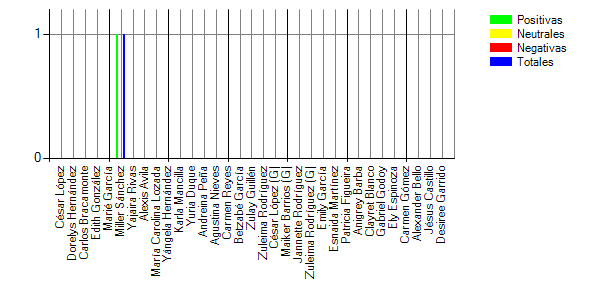 1
0
Positivas
Neutrales
Negativas
Totales
César López
Dorelys Hernández
Carlos Bracamonte
Edith González
Marié García
Miller Sánchez
Yajaira Rivas
Alexis Avila
María Carolina Lozada
Yángela Hernández
Karla Mancilla
Yuria Duque
Andreina Peña
Agustina Nieves
Carmen Reyes
Betzabé García
Zulay Guillén
Zuleima Rodríguez
César López (G)
Maiker Barrios (G)
Jannette Rodríguez
Zuleima Rodríguez (G)
Emily García
Esnaida Martínez
Patricia Figueira
Anigrey Barba
Clayret Blanco
Gabriel Godoy
Ely Espinoza
Carmen Gómez
Alexander Bello
Jesús Castillo
Desiree Garrido